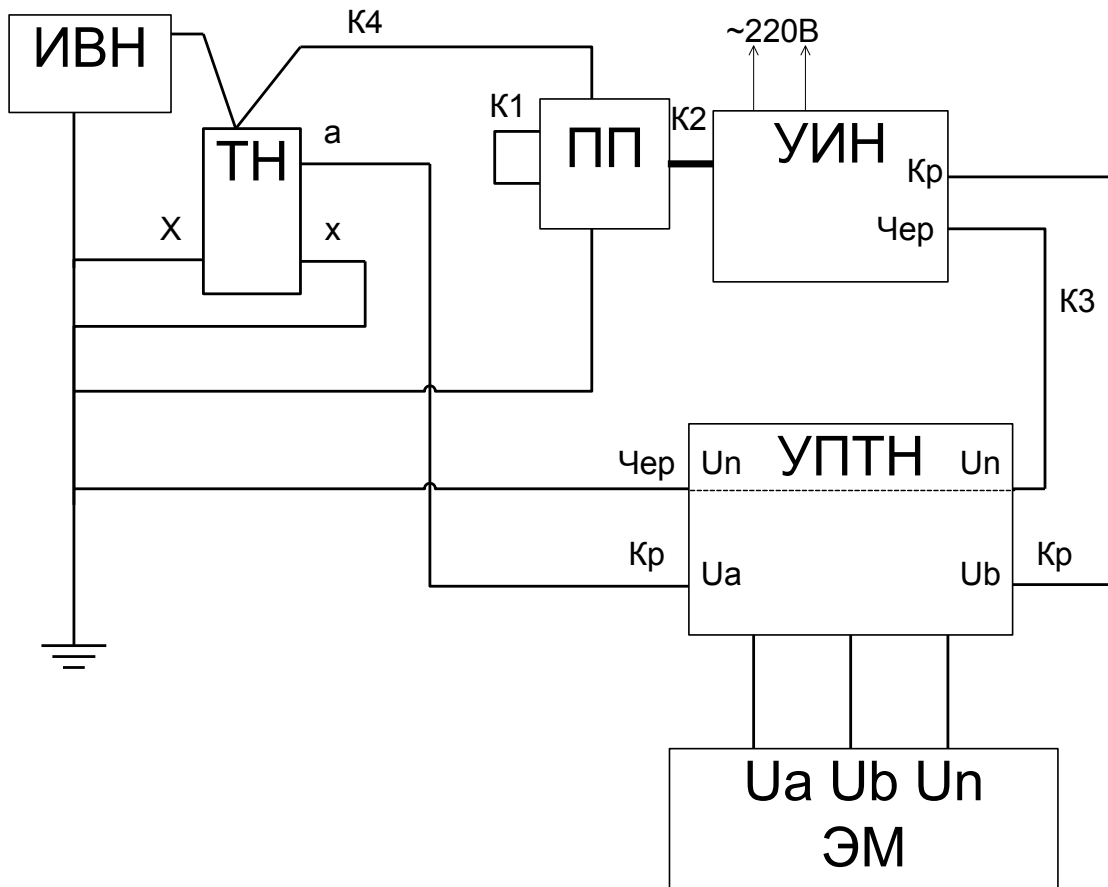 ИВН
К4
~220В
К1
ПП
К2
УИН
ТН
а
Кр
Х
х
Чер
К3
Чер Un УПТН Un
Кр Ua Ub Кр
Ua Ub Un
ЭМ